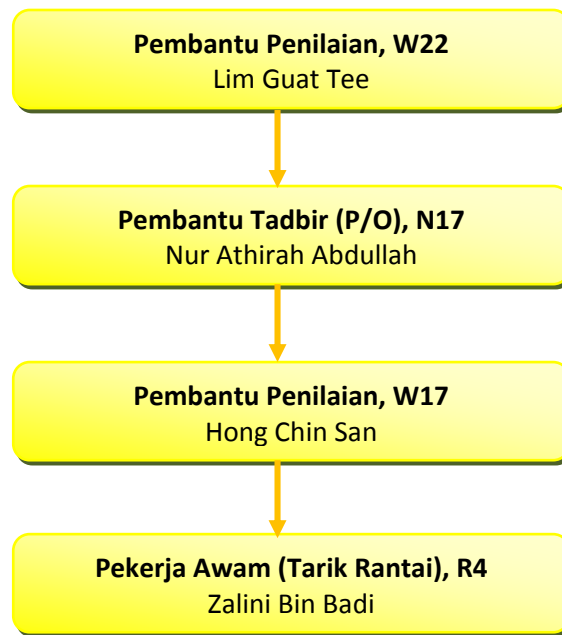 Pembantu Penilaian, W22
Lim Guat Tee
Pembantu Tadbir (P/O), N17
Nur Athirah Abdullah
Pembantu Penilaian, W17
Hong Chin San
Pekerja Awam (Tarik Rantai), R4
Zalini Bin Badi